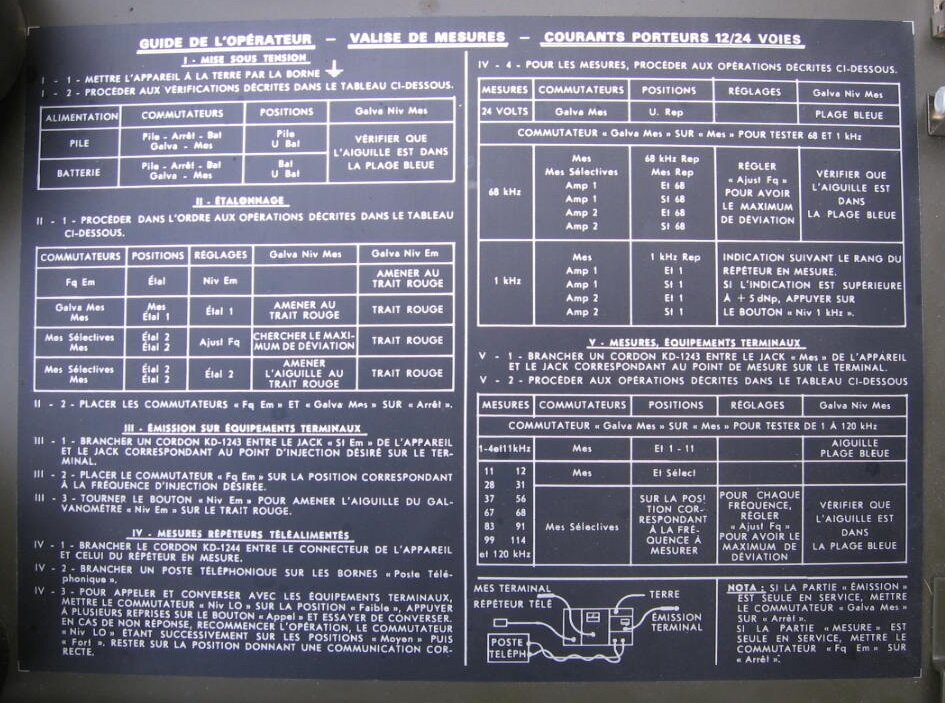 GUIDE DE L'OPÉRATEUR – VALISE DE MESURES – COURANTS PORTEURS 12/24 VOIES
I - MISE SOUS TENSION
I - 1 - METTRE L'APPAREIL À LA TERRE PAR LA BORNE
I - 2 - PROCÉDER AUX VÉRIFICATIONS DÉCRITES DANS LE TABLEAU CI-DESSOUS.
ALIMENTATION COMMUTATEURS POSITIONS Galva Niv Mes
PILE Pile - Arrêt - Bat Pile VÉRIFIER QUE
Galva - Mes U Bat L'AIGUILLE EST DANS
BATTERIE Pile - Arrêt - Bat Bat LA PLAGE BLEUE
Galva - Mes U Bat
II - ÉTALONNAGE
II - 1 - PROCÉDER DANS L'ORDRE AUX OPÉRATIONS DÉCRITES DANS LE TABLEAU
CI-DESSOUS.
COMMUTATEURS POSITIONS RÉGLAGES Galva Niv Mes Galva Niv Em
Fq Em Étal Niv Em AMENER AU
TRAIT ROUGE
Galva Mes Mes Étal 1 AMENER AU TRAIT ROUGE
Mes Étal 1 TRAIT ROUGE
Mes Sélectives Étal 2 Ajust Fq CHERCHER LE MAXI- TRAIT ROUGE
Mes Étal 2 MUM DE DÉVIATION
Mes Sélectives Étal 2 Étal 2 AMENER TRAIT ROUGE
Mes Étal 2 L'AIGUILLE AU
TRAIT ROUGE
II - 2 - PLACER LES COMMUTATEURS « Fq Em » ET « Galva Mes » SUR « Arrêt ».
III - ÉMISSION SUR ÉQUIPEMENTS TERMINAUX
III - 1 - BRANCHER UN CORDON KD-1243 ENTRE LE JACK « St Em » DE L'APPAREIL
ET LE JACK CORRESPONDANT AU POINT D'INJECTION DÉSIRÉ SUR LE TER-
MINAL.
III - 2 - PLACER LE COMMUTATEUR « Fq Em » SUR LA POSITION CORRESPONDANT
À LA FRÉQUENCE D'INJECTION DÉSIRÉE.
III - 3 - TOURNER LE BOUTON « Niv Em » POUR AMENER L'AIGUILLE DU GAL-
VANOMÈTRE « Niv Em » SUR LE TRAIT ROUGE.
IV - MESURES RÉPÉTEURS TÉLÉALIMENTÉS
IV - 1 - BRANCHER LE CORDON KD-1244 ENTRE LE CONNECTEUR DE L'APPAREIL
ET CELUI DU RÉPÉTEUR EN MESURE.
IV - 2 - BRANCHER UN POSTE TÉLÉPHONIQUE SUR LES BORNES « Poste Télé-
phonique ».
IV - 3 - POUR APPELER ET CONVERSER AVEC LES ÉQUIPEMENTS TERMINAUX,
METTRE LE COMMUTATEUR « Niv LO » SUR LA POSITION « Faible », APPUYER
À PLUSIEURS REPRISES SUR LE BOUTON « Appel » ET ESSAYER DE CONVERSER.
EN CAS DE NON RÉPONSE, RECOMMENCER L'OPÉRATION, LE COMMUTATEUR
« Niv LO » ÉTANT SUCCESSIVEMENT SUR LES POSITIONS « Moyen » PUIS
« Fort ». RESTER SUR LA POSITION DONNANT UNE COMMUNICATION COR-
RECTE.
IV - 4 - POUR LES MESURES, PROCÉDER AUX OPÉRATIONS DÉCRITES CI-DESSOUS.
MESURES COMMUTATEURS POSITIONS RÉGLAGES Galva Niv Mes
24 VOLTS Galva Mes U. Rep PLAGE BLEUE
COMMUTATEUR « Galva Mes » SUR « Mes » POUR TESTER 68 ET 1 kHz
68 kHz Mes 68 kHz Rep RÉGLER VÉRIFIER QUE
Mes Sélectives Mes Rep « Ajust Fq » L'AIGUILLE EST
Amp 1 Et 68 POUR AVOIR DANS
Amp 1 St 68 LE MAXIMUM LA PLAGE BLEUE
Amp 2 Et 68 DE DÉVIATION
Amp 2 St 68
1 kHz Mes 1 kHz Rep INDICATION SUIVANT LE RANG DU
Amp 1 Et 1 RÉPÉTEUR EN MESURE.
Amp 1 St 1 SI L'INDICATION EST SUPÉRIEURE
Amp 2 Et 1 À + 5 dNp, APPUYER SUR
Amp 2 St 1 LE BOUTON « Niv 1 kHz ».
V - MESURES, ÉQUIPEMENTS TERMINAUX
V - 1 - BRANCHER UN CORDON KD-1243 ENTRE LE JACK « Mes » DE L'APPAREIL
ET LE JACK CORRESPONDANT AU POINT DE MESURE SUR LE TERMINAL.
V - 2 - PROCÉDER AUX OPÉRATIONS DÉCRITES DANS LE TABLEAU CI-DESSOUS
MESURES COMMUTATEURS POSITIONS RÉGLAGES Galva Niv Mes
COMMUTATEUR « Galva Mes » SUR « Mes » POUR TESTER DE 1 À 120 kHz
1-4et11kHz Mes Et 1 - 11 AIGUILLE
PLAGE BLEUE
11 12 Mes Et Sélect
28 31
37 56 Mes Sélectives SUR LA POSI POUR CHAQUE VÉRIFIER QUE
67 68 TION COR- FRÉQUENCE, L'AIGUILLE EST
83 91 RESPONDANT RÉGLER DANS
99 114 À LA FRÉ- « Ajust Fq » LA PLAGE BLEUE
et 120 kHz QUENCE À POUR AVOIR LE
MESURER MAXIMUM DE
DÉVIATION
MES TERMINAL
RÉPÉTEUR TÉLÉ
TERRE
ÉMISSION
TERMINAL
POSTE
TÉLÉPH
NOTA : SI LA PARTIE « ÉMISSION »
EST SEULE EN SERVICE, METTRE
LE COMMUTATEUR « Galva Mes »
SUR « Arrêt ».
SI LA PARTIE « MESURE » EST
SEULE EN SERVICE, METTRE LE
COMMUTATEUR « Fq Em » SUR
« Arrêt ».